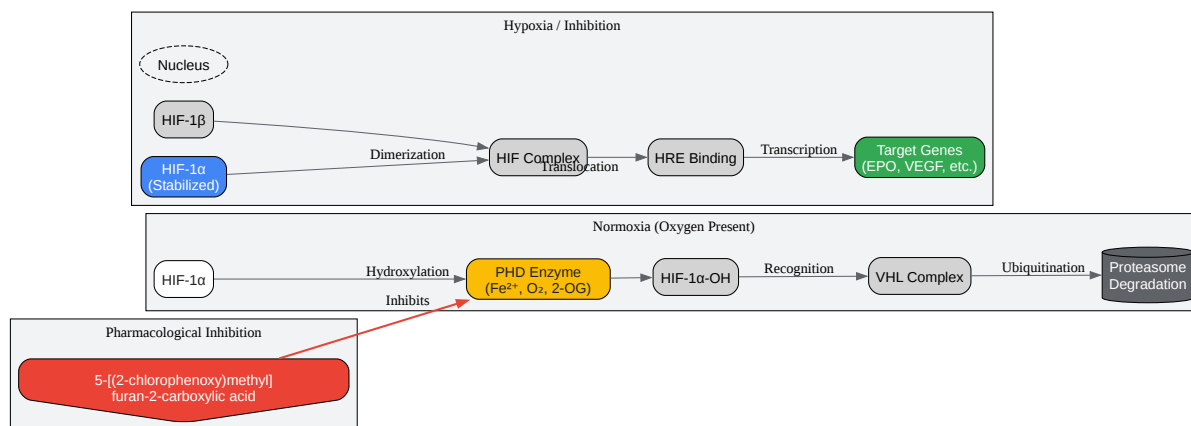 Hypoxia / Inhibition
Nucleus
HIF-1β
HIF-1α
(Stabilized)
Dimerization
HIF Complex
Translocation
HRE Binding
Transcription
Target Genes
(EPO, VEGF, etc.)
Normoxia (Oxygen Present)
HIF-1α
Hydroxylation
PHD Enzyme
(Fe²⁺, O₂, 2-OG)
HIF-1α-OH
Recognition
VHL Complex
Ubiquitination
Proteasome
Degradation
Inhibits
Pharmacological Inhibition
5-[(2-chlorophenoxy)methyl]
furan-2-carboxylic acid